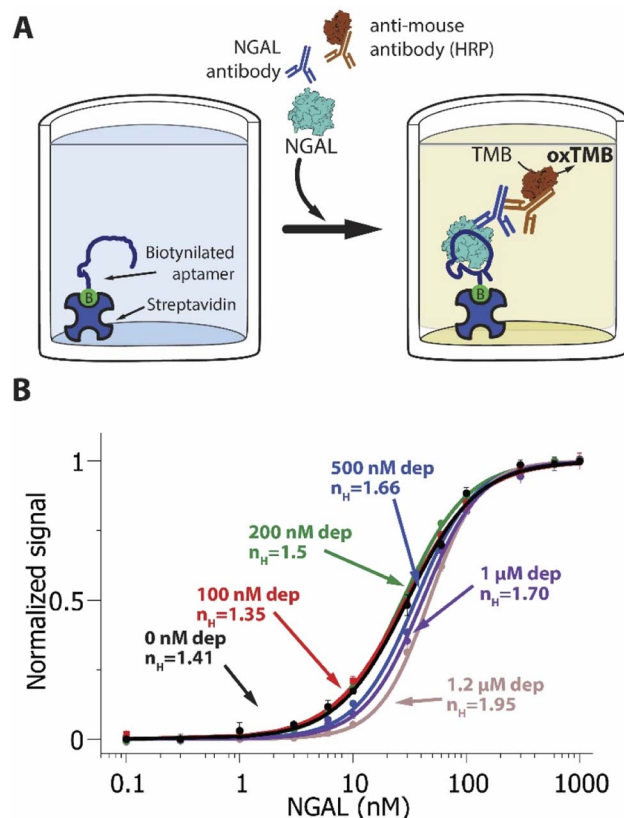 A
anti-mouse
antibody (HRP)
NGAL
antibody
NGAL
TMB
oxTMB
Biotynilated
aptamer
B
Streptavidin
B
B
500 nM dep
nH=1.66
200 nM dep
nH=1.5
1 µM dep
nH=1.70
100 nM dep
nH=1.35
0 nM dep
nH=1.41
1.2 µM dep
nH=1.95
Normalized signal
1
0.5
0
0.1
1
10
100
1000
NGAL (nM)